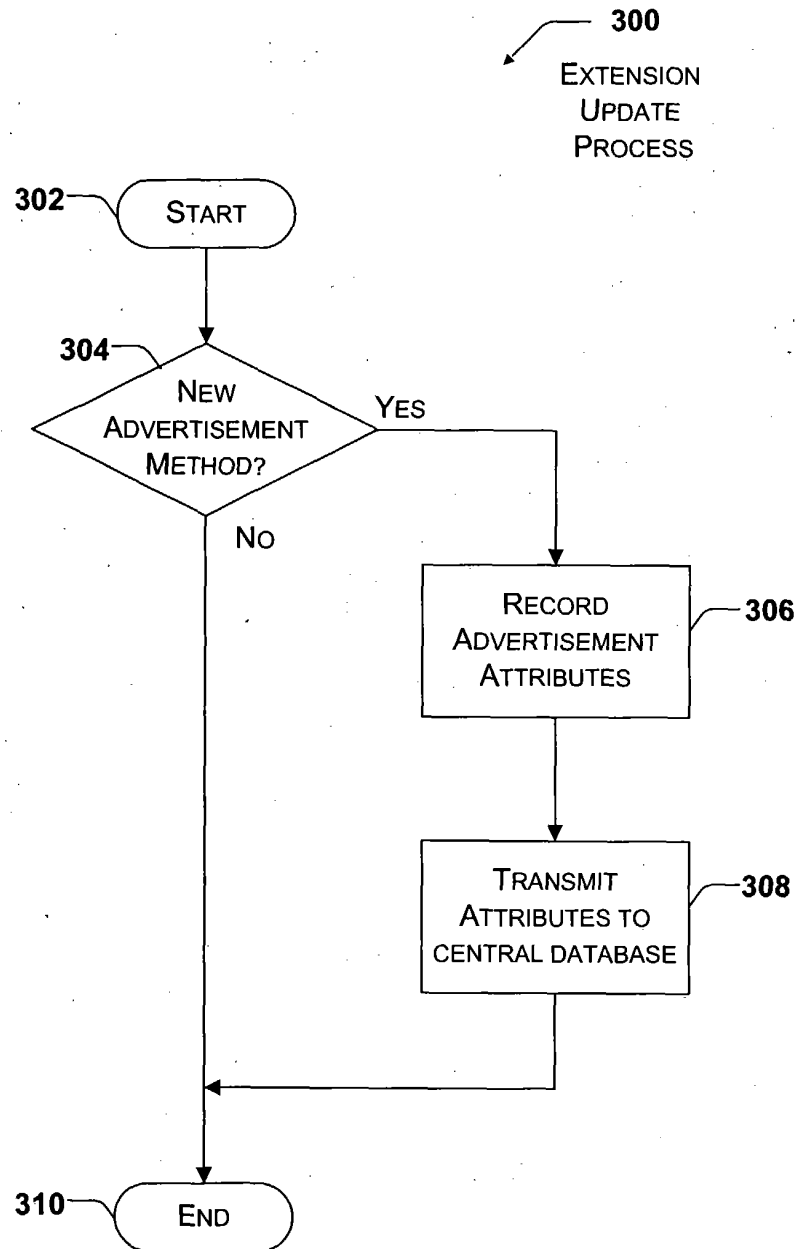 300
EXTENSION
UPDATE
PROCESS
302
START
304
NEW
ADVERTISEMENT
METHOD?
YES
NO
RECORD
ADVERTISEMENT
ATTRIBUTES
306
TRANSMIT
ATTRIBUTES TO
CENTRAL DATABASE
308
310
END